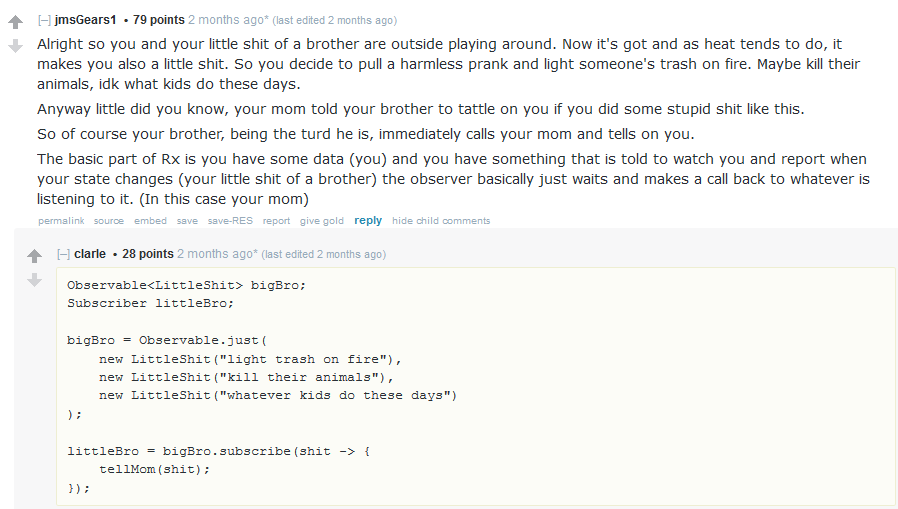 [–] jmsGears1 • 79 points 2 months ago* (last edited 2 months ago)
Alright so you and your little shit of a brother are outside playing around. Now it's got and as heat tends to do, it
makes you also a little shit. So you decide to pull a harmless prank and light someone's trash on fire. Maybe kill their
animals, idk what kids do these days.
Anyway little did you know, your mom told your brother to tattle on you if you did some stupid shit like this.
So of course your brother, being the turd he is, immediately calls your mom and tells on you.
The basic part of Rx is you have some data (you) and you have something that is told to watch you and report when
your state changes (your little shit of a brother) the observer basically just waits and makes a call back to whatever is
listening to it. (In this case your mom)
permalink source embed save save-RES report give gold reply hide child comments
[–] clarle • 28 points 2 months ago* (last edited 2 months ago)
Observable<LittleShit> bigBro;
Subscriber littleBro;
bigBro = Observable.just(
    new LittleShit("light trash on fire"),
    new LittleShit("kill their animals"),
    new LittleShit("whatever kids do these days")
);
littleBro = bigBro.subscribe(shit -> {
    tellMom(shit);
});